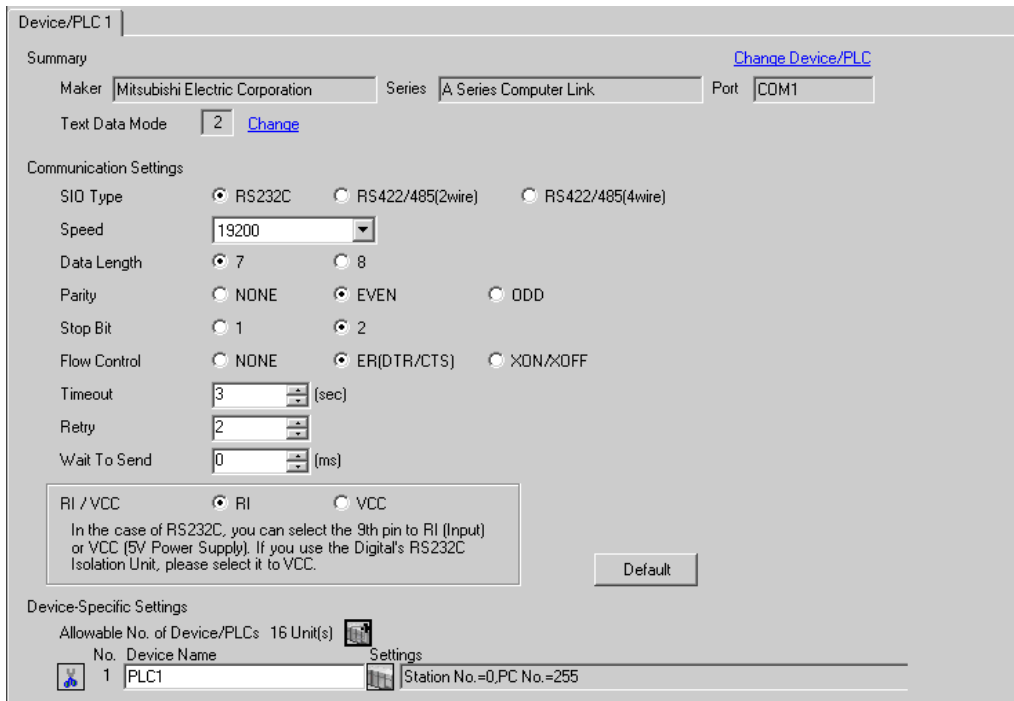 Device/PLC 1
Summary
Change Device/PLC
Maker Mitsubishi Electric Corporation Series A Series Computer Link Port COM1
Text Data Mode 2 Change
Communication Settings
SIO Type RS232C RS422/485(2wire) RS422/485(4wire)
Speed 19200
Data Length 7 8
Parity NONE EVEN ODD
Stop Bit 1 2
Flow Control NONE ER(DTR/CTS) XON/XOFF
Timeout 3 (sec)
Retry 2
Wait To Send 0 (ms)
RI / VCC RI VCC
In the case of RS232C, you can select the 9th pin to RI (Input)
or VCC (5V Power Supply). If you use the Digital's RS232C
Isolation Unit, please select it to VCC.
Default
Device-Specific Settings
Allowable No. of Device/PLCs 16 Unit(s)
No. Device Name Settings
1 PLC1 Station No.=0,PC No.=255